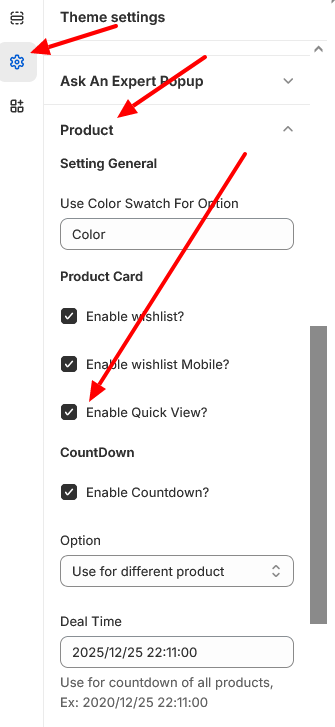 Theme settings
Ask An Expert Popup
Product
Setting General
Use Color Swatch For Option
Color
Product Card
Enable wishlist?
Enable wishlist Mobile?
Enable Quick View?
CountDown
Enable Countdown?
Option
Use for different product
Deal Time
2025/12/25 22:11:00
Use for countdown of all products,
Ex: 2020/12/25 22:11:00